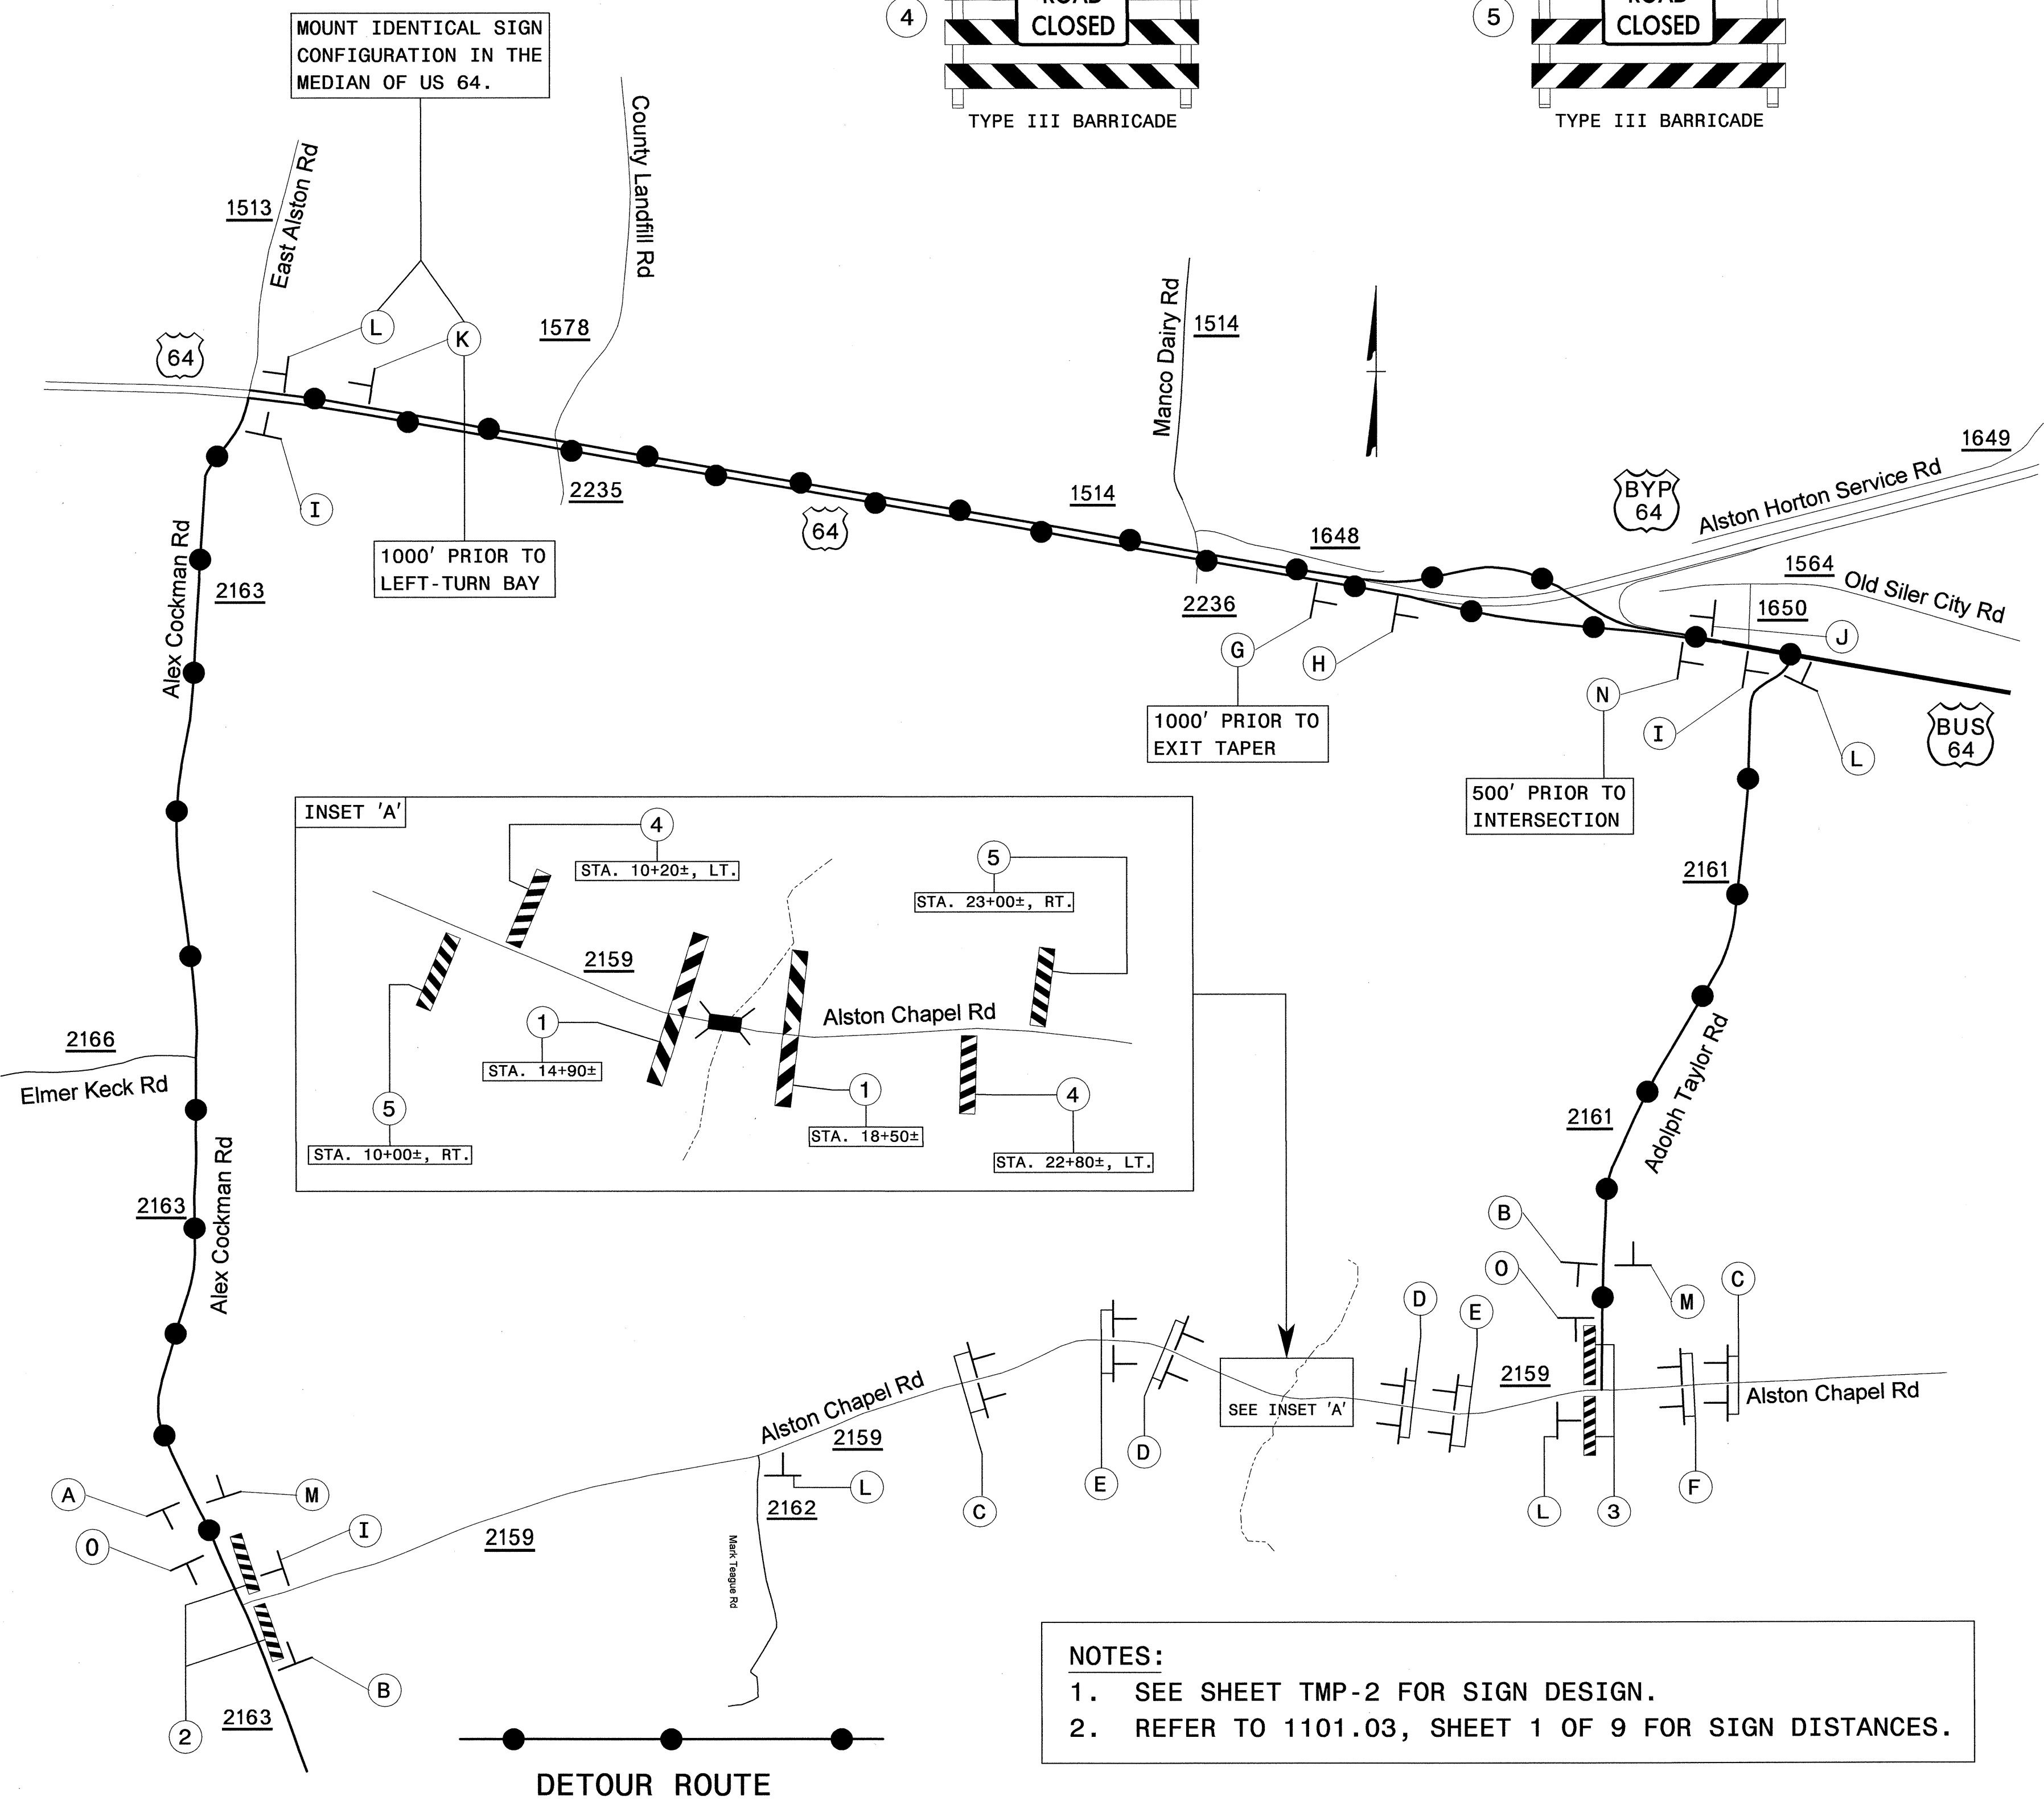 MOUNT IDENTICAL SIGN
CONFIGURATION IN THE
MEDIAN OF US 64.
4
ROAD
CLOSED
TYPE III BARRICADE
5
ROAD
CLOSED
TYPE III BARRICADE
1513
East Alston Rd
County Landfill Rd
1578
L
K
64
I
1000' PRIOR TO
LEFT-TURN BAY
2235
64
1514
Manco Dairy Rd
1514
1648
2236
BYP
64
Alston Horton Service Rd
1649
1564
Old Siler City Rd
1650
J
G
H
N
I
L
1000' PRIOR TO
EXIT TAPER
500' PRIOR TO
INTERSECTION
BUS
64
Alex Cockman Rd
2163
2166
Elmer Keck Rd
2163
Alex Cockman Rd
INSET 'A'
4
STA. 10+20±, LT.
5
STA. 23+00±, RT.
2159
Alston Chapel Rd
1
STA. 14+90±
5
STA. 10+00±, RT.
1
STA. 18+50±
4
STA. 22+80±, LT.
2161
2161
Adolph Taylor Rd
B
O
M
C
D
E
2159
Alston Chapel Rd
SEE INSET 'A'
L
3
F
Alston Chapel Rd
2159
L
C
E
D
2162
Mark Teague Rd
2159
A
M
O
I
B
2
2163
DETOUR ROUTE
NOTES:
1. SEE SHEET TMP-2 FOR SIGN DESIGN.
2. REFER TO 1101.03, SHEET 1 OF 9 FOR SIGN DISTANCES.